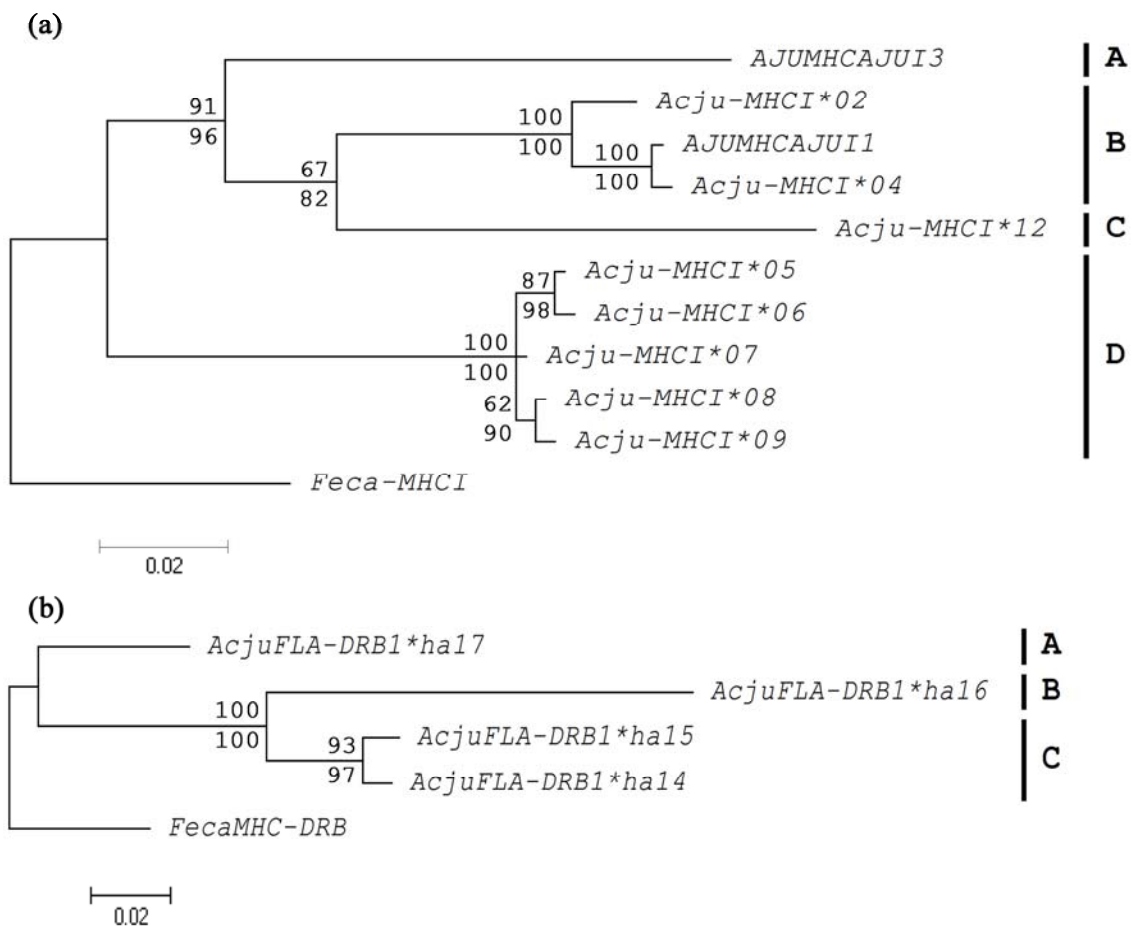 (a)
AJUMHCAJUI3 A
91
96
Acju-MHCI*02
100
100
AJUMHCAJUI1 B
100
100
Acju-MHCI*04
67
82
Acju-MHCI*12 C
Acju-MHCI*05
87
98
Acju-MHCI*06
100
100
Acju-MHCI*07 D
Acju-MHCI*08
62
90
Acju-MHCI*09
Feca-MHCI
0.02
(b)
AcjuFLA-DRB1*ha17 A
AcjuFLA-DRB1*ha16 B
100
100
AcjuFLA-DRB1*ha15
93
97
C
AcjuFLA-DRB1*ha14
FecaMHC-DRB
0.02